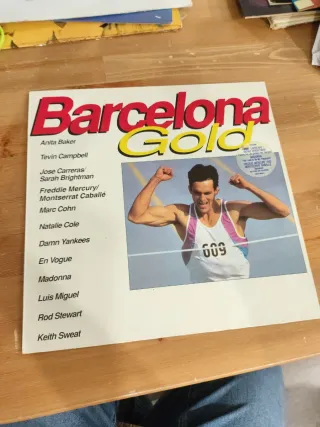 Barcelona
Gold
Anita Baker
Tevin Campbell
Jose Carreras/
Sarah Brightman
Freddie Mercury/
Montserrat Caballé
Marc Cohn
Natalie Cole
Damn Yankees
En Vogue
Madonna
Luis Miguel
Rod Stewart
Keith Sweat
609